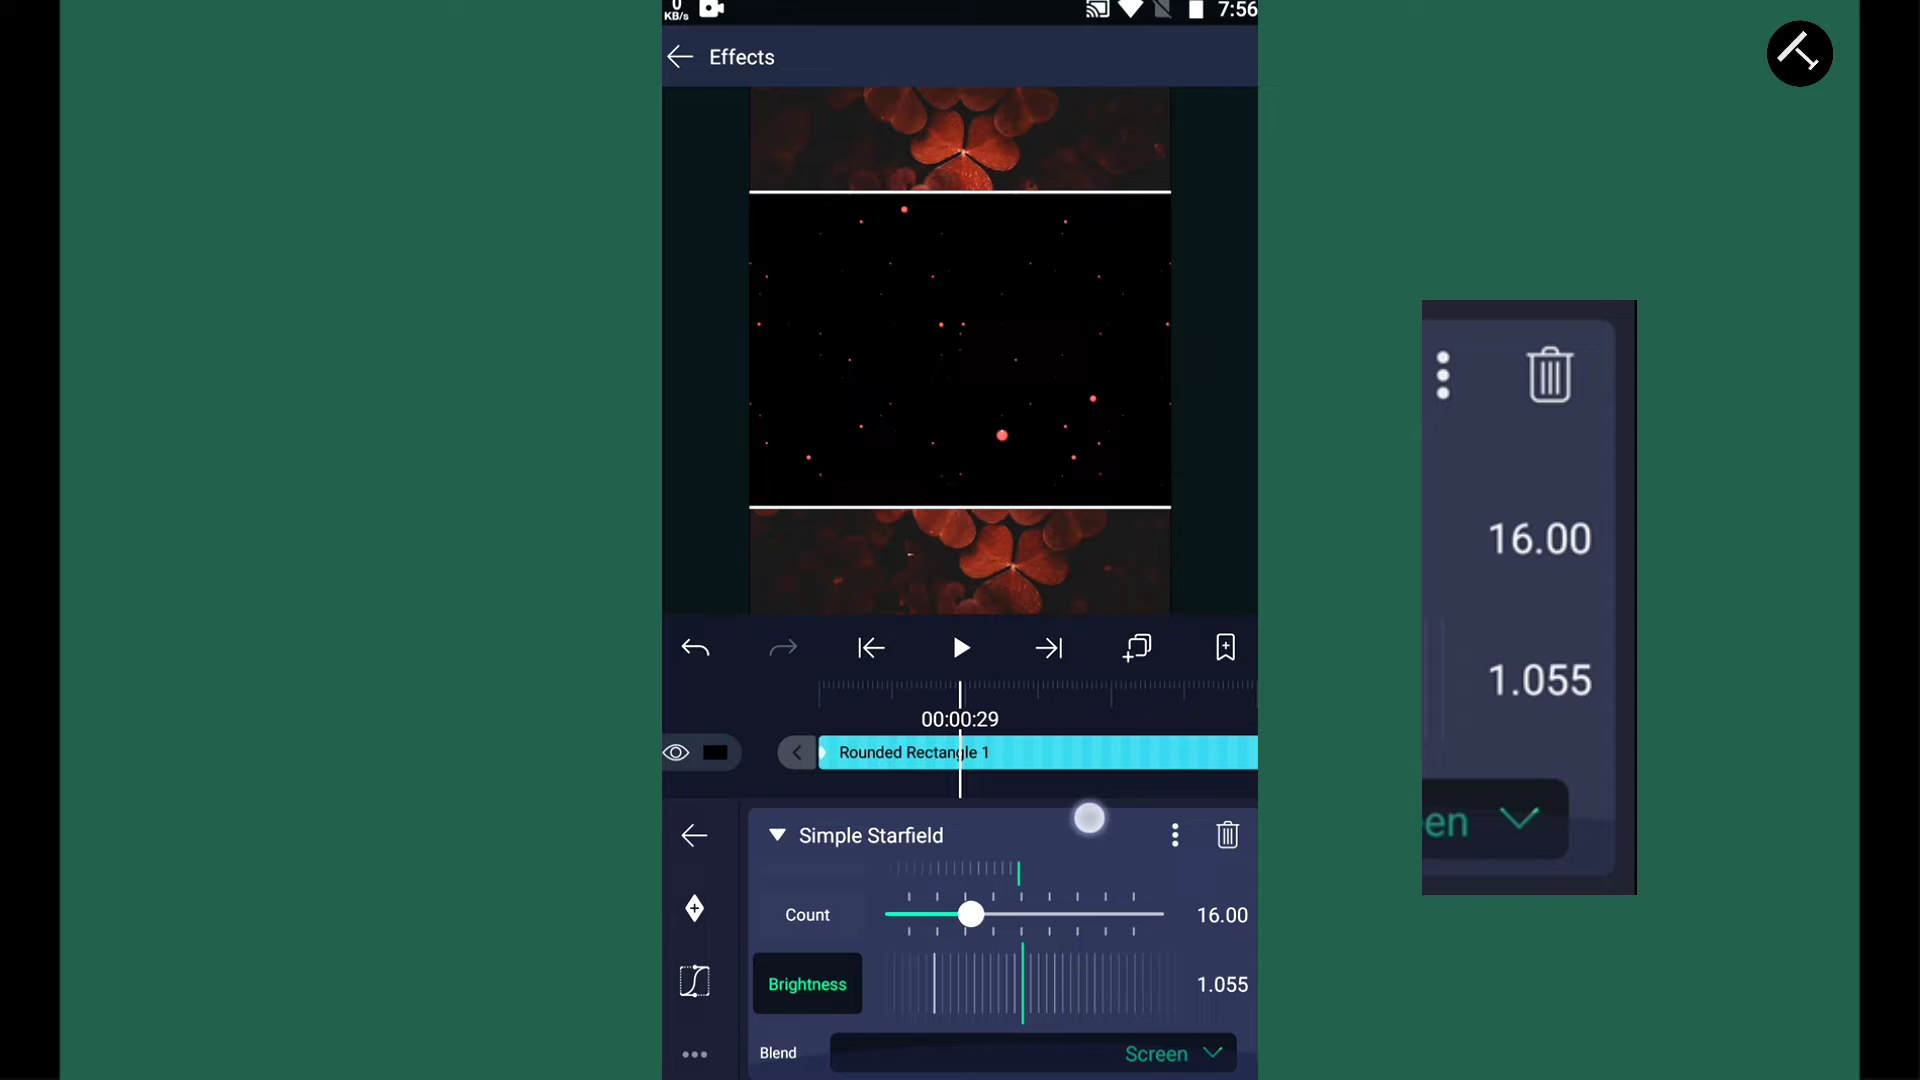 0
KB/s
7:56
Effects
00:00:29
Rounded Rectangle 1
Simple Starfield
Count
16.00
Brightness
1.055
Blend
Screen
16.00
1.055
en